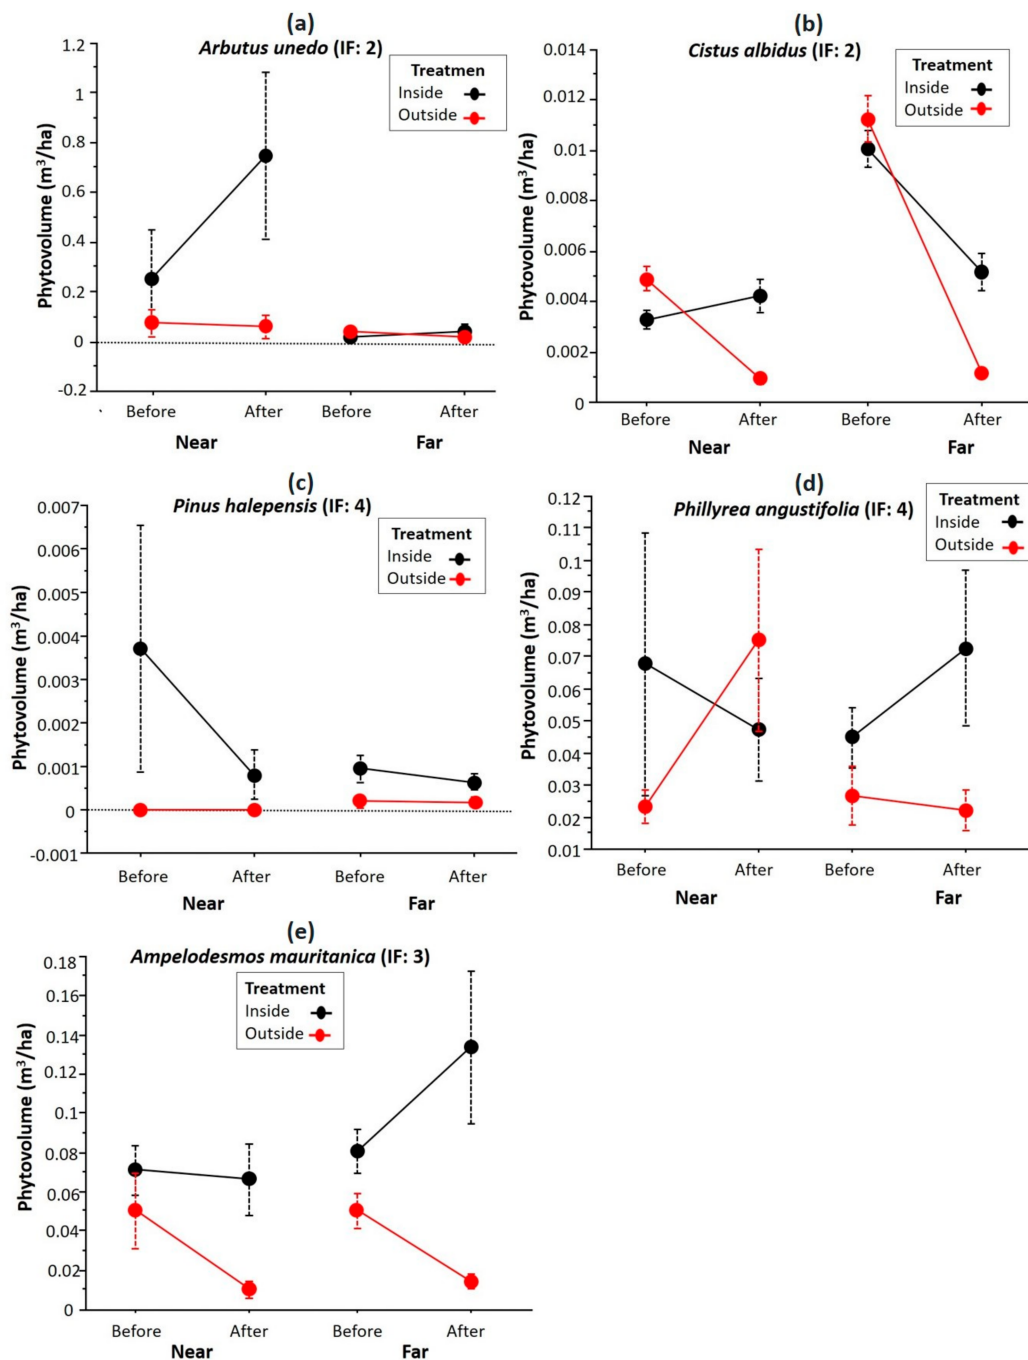 (a)
Arbutus unedo (IF: 2)
Treatmen
Inside
Outside
Phytovolume (m³/ha)
1.2
1
0.8
0.6
0.4
0.2
0
-0.2
Before
After
Before
After
Near
Far
(b)
Cistus albidus (IF: 2)
Treatment
Inside
Outside
Phytovolume (m³/ha)
0.014
0.012
0.01
0.008
0.006
0.004
0.002
0
Before
After
Before
After
Near
Far
(c)
Pinus halepensis (IF: 4)
Treatment
Inside
Outside
Phytovolume (m³/ha)
0.007
0.006
0.005
0.004
0.003
0.002
0.001
0
-0.001
Before
After
Before
After
Near
Far
(d)
Phillyrea angustifolia (IF: 4)
Treatment
Inside
Outside
Phytovolume (m³/ha)
0.12
0.11
0.1
0.09
0.08
0.07
0.06
0.05
0.04
0.03
0.02
0.01
Before
After
Before
After
Near
Far
(e)
Ampelodesmos mauritanica (IF: 3)
Treatment
Inside
Outside
Phytovolume (m³/ha)
0.18
0.16
0.14
0.12
0.1
0.08
0.06
0.04
0.02
0
Before
After
Before
After
Near
Far